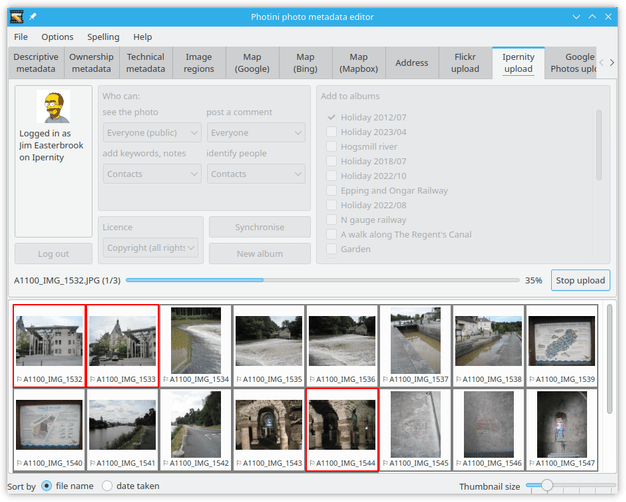 Photini photo metadata editor
File Options Spelling Help
Descriptive metadata
Ownership metadata
Technical metadata
Image regions
Map (Google)
Map (Bing)
Map (Mapbox)
Address
Flickr upload
Ipernity upload
Google Photos uplo
Logged in as
Jim Easterbrook
on Ipernity
Log out
Who can:
see the photo
post a comment
Everyone (public)
Everyone
add keywords, notes
identify people
Contacts
Contacts
Licence
Copyright (all rights
Synchronise
New album
Add to albums
Holiday 2012/07
Holiday 2023/04
Hogsmill river
Holiday 2018/07
Holiday 2022/10
Epping and Ongar Railway
Holiday 2022/08
N gauge railway
A walk along The Regent's Canal
Garden
A1100_IMG_1532.JPG (1/3)
35%
Stop upload
A1100_IMG_1532
A1100_IMG_1533
A1100_IMG_1534
A1100_IMG_1535
A1100_IMG_1536
A1100_IMG_1537
A1100_IMG_1538
A1100_IMG_1539
A1100_IMG_1540
A1100_IMG_1541
A1100_IMG_1542
A1100_IMG_1543
A1100_IMG_1544
A1100_IMG_1545
A1100_IMG_1546
A1100_IMG_1547
Sort by
file name
date taken
Thumbnail size